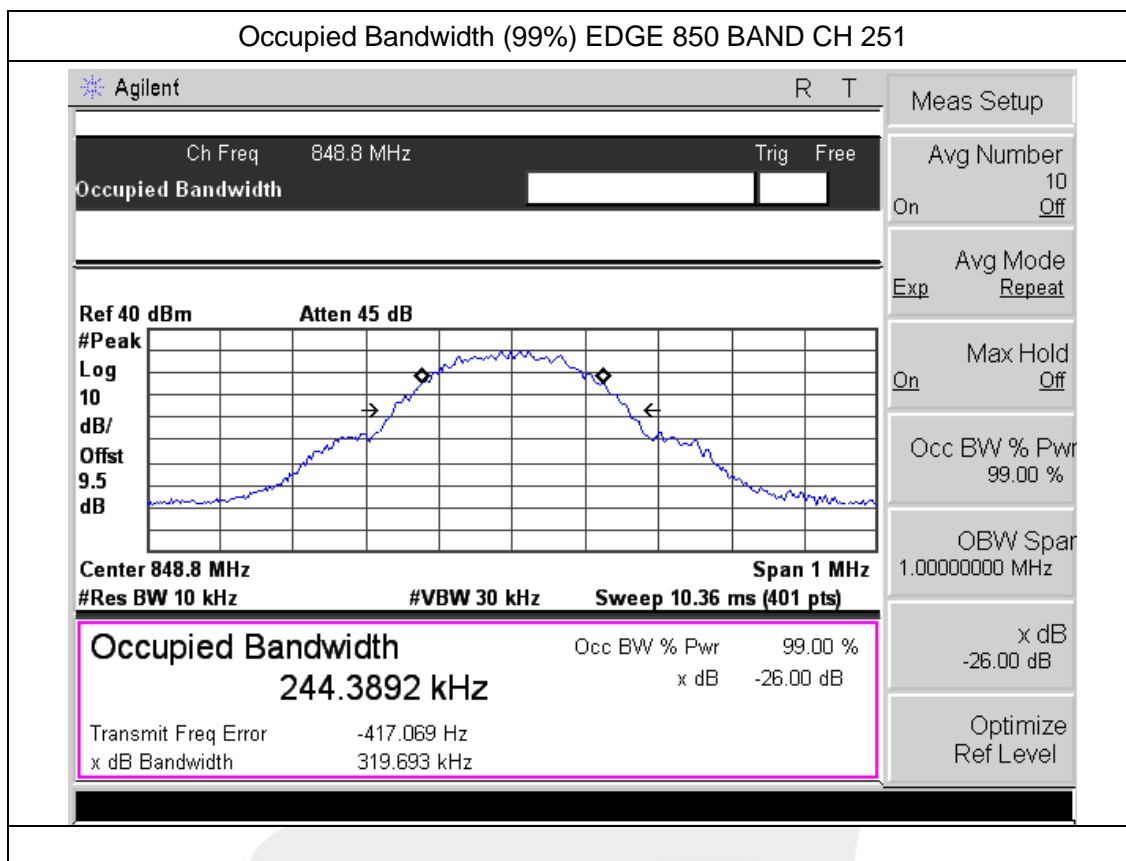 Occupied Bandwidth (99%) EDGE 850 BAND CH 251
Agilent R T
Ch Freq 848.8 MHz Trig Free
Occupied Bandwidth
Ref 40 dBm Atten 45 dB
#Peak
Log
10
dB/
Offst
9.5
dB
Center 848.8 MHz Span 1 MHz
#Res BW 10 kHz #VBW 30 kHz Sweep 10.36 ms (401 pts)
Occupied Bandwidth
244.3892 kHz
Occ BW % Pwr 99.00 %
x dB -26.00 dB
Transmit Freq Error -417.069 Hz
x dB Bandwidth 319.693 kHz
Meas Setup
Avg Number
10
On Off
Avg Mode
Exp Repeat
Max Hold
On Off
Occ BW % Pwr
99.00 %
OBW Spar
1.00000000 MHz
x dB
-26.00 dB
Optimize
Ref Level